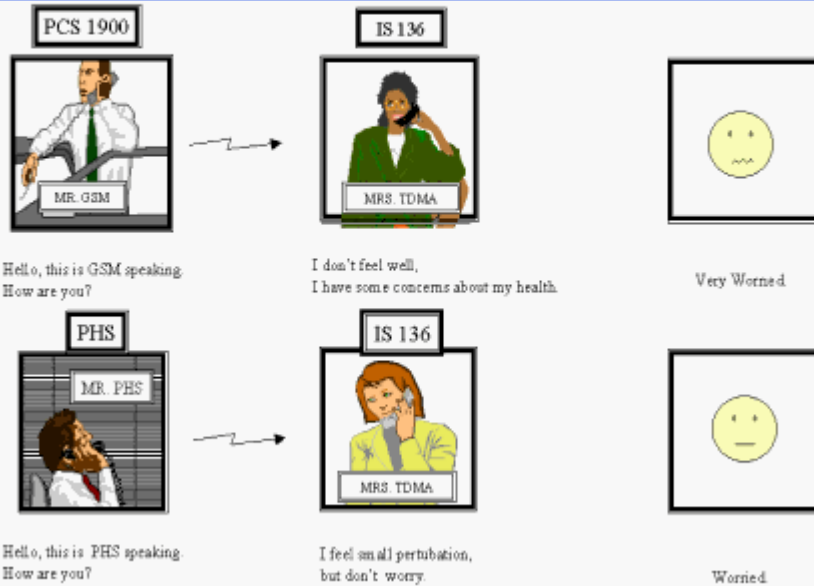 PCS 1900
IS 136
MR. GSM
MRS. TDMA
Hello, this is GSM speaking.
How are you?
I don't feel well,
I have some concerns about my health.
Very Worried
PHS
IS 136
MR. PHS
MRS. TDMA
Hello, this is PHS speaking.
How are you?
I feel small pertubation,
but don't worry.
Worried